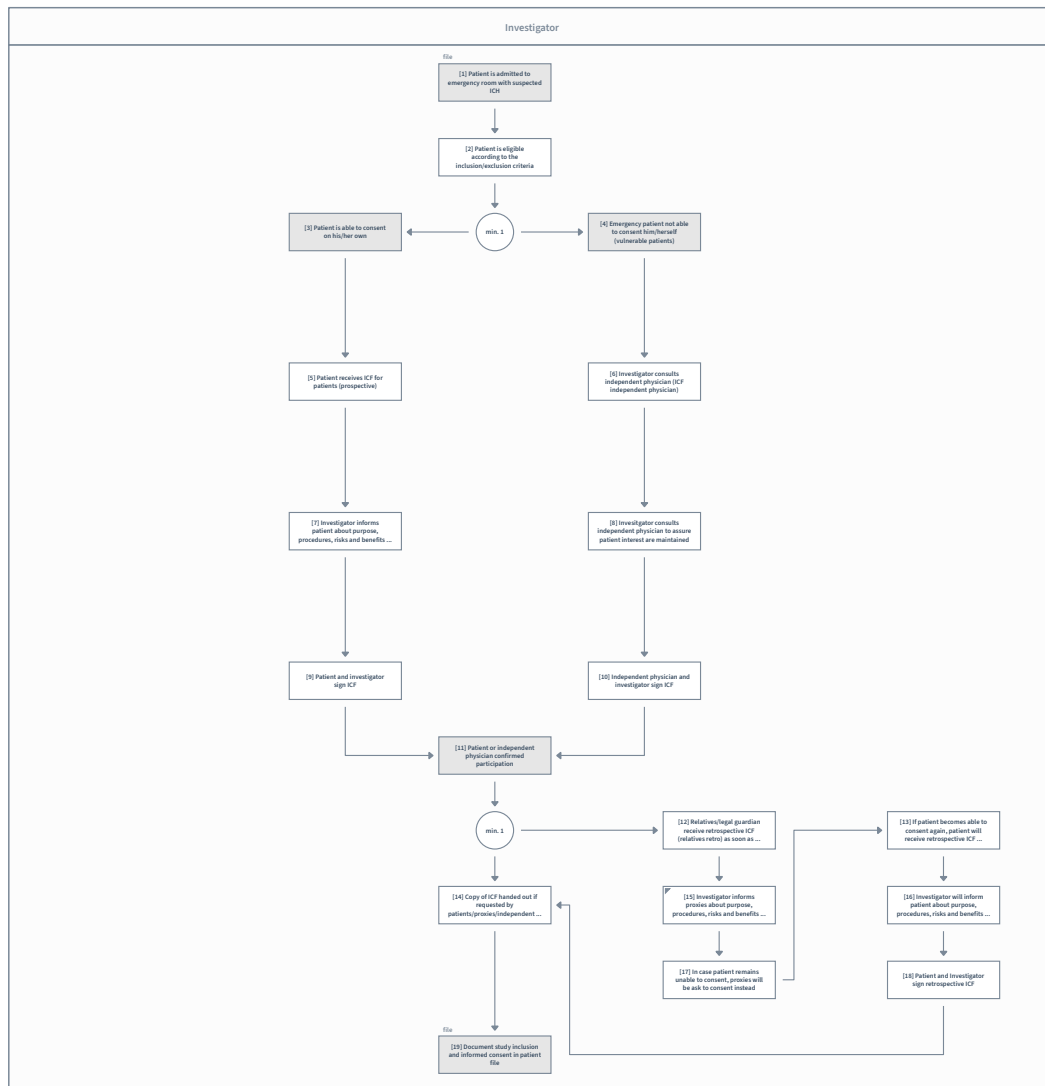 Investigator
file
[1] Patient is admitted to
emergency room with suspected
ICH
[2] Patient is eligible
according to the
inclusion/exclusion criteria
[3] Patient is able to consent
on his/her own
min. 1
[4] Emergency patient not able
to consent him/herself
(vulnerable patients)
[5] Patient receives ICF for
patients (prospective)
[6] Investigator consults
independent physician (ICF
independent physician)
[7] Investigator informs
patient about purpose,
procedures, risks and benefits ...
[8] Invesitgator consults
independent physician to assure
patient interest are maintained
[9] Patient and investigator
sign ICF
[10] Independent physician and
investigator sign ICF
[11] Patient or independent
physician confirmed
participation
min. 1
[12] Relatives/legal guardian
receive retrospective ICF
(relatives retro) as soon as ...
[13] If patient becomes able to
consent again, patient will
receive retrospective ICF ...
[14] Copy of ICF handed out if
requested by
patients/proxies/independent ...
[15] Investigator informs
proxies about purpose,
procedures, risks and benefits ...
[16] Investigator will inform
patient about purpose,
procedures, risks and benefits ...
[17] In case patient remains
unable to consent, proxies will
be ask to consent instead
[18] Patient and Investigator
sign retrospective ICF
file
[19] Document study inclusion
and informed consent in patient
file